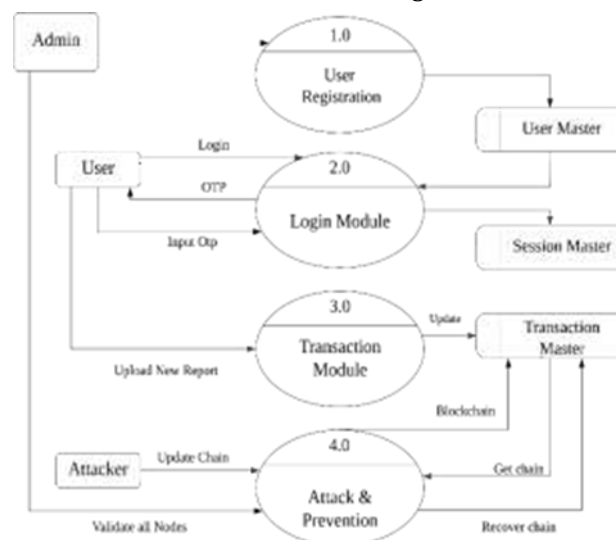 Admin
1.0
User
Registration
User Master
Login
User
2.0
OTP
Login Module
Input Otp
Session Master
3.0
Update
Transaction
Master
Transaction
Module
Upload New Report
Blockchain
4.0
Attacker
Update Chain
Get chain
Attack &
Prevention
Validate all Nodes
Recover chain